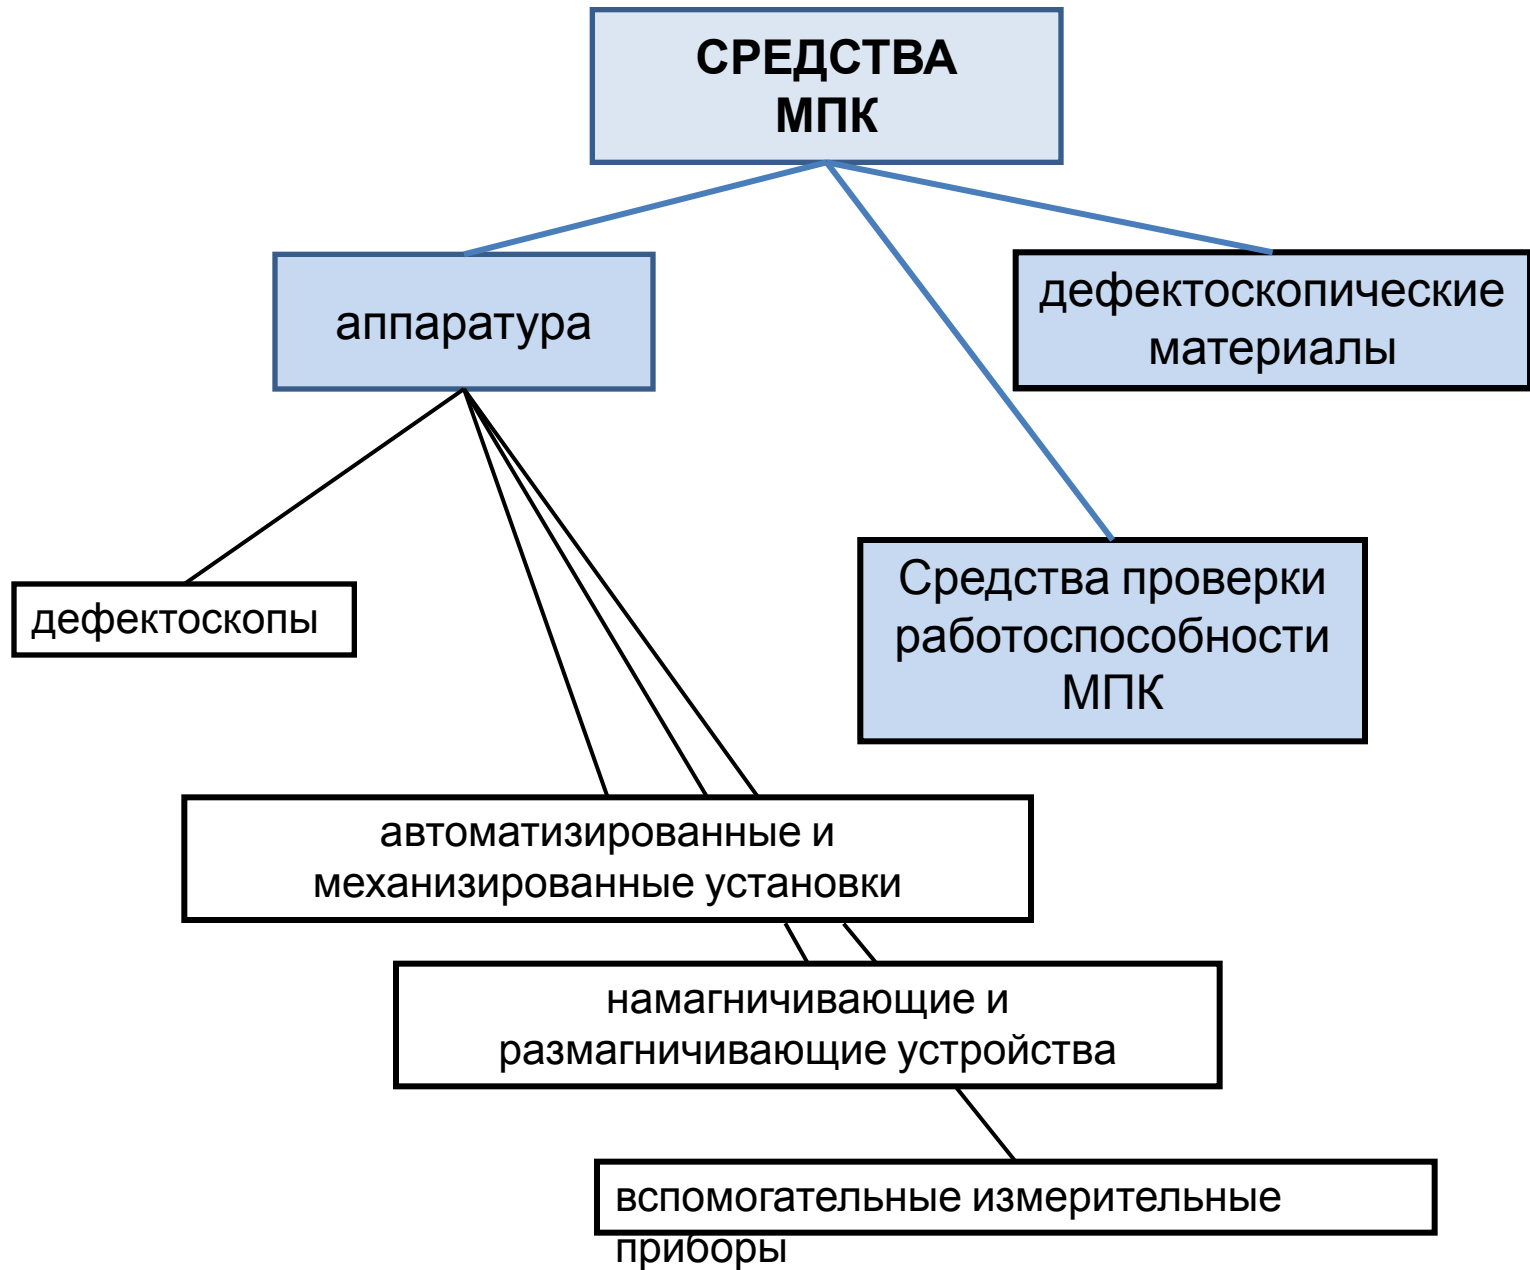 СРЕДСТВА
МПК
аппаратура
дефектоскопические
материалы
Средства проверки
работоспособности
МПК
дефектоскопы
автоматизированные и
механизированные установки
намагничивающие и
размагничивающие устройства
вспомогательные измерительные
приборы